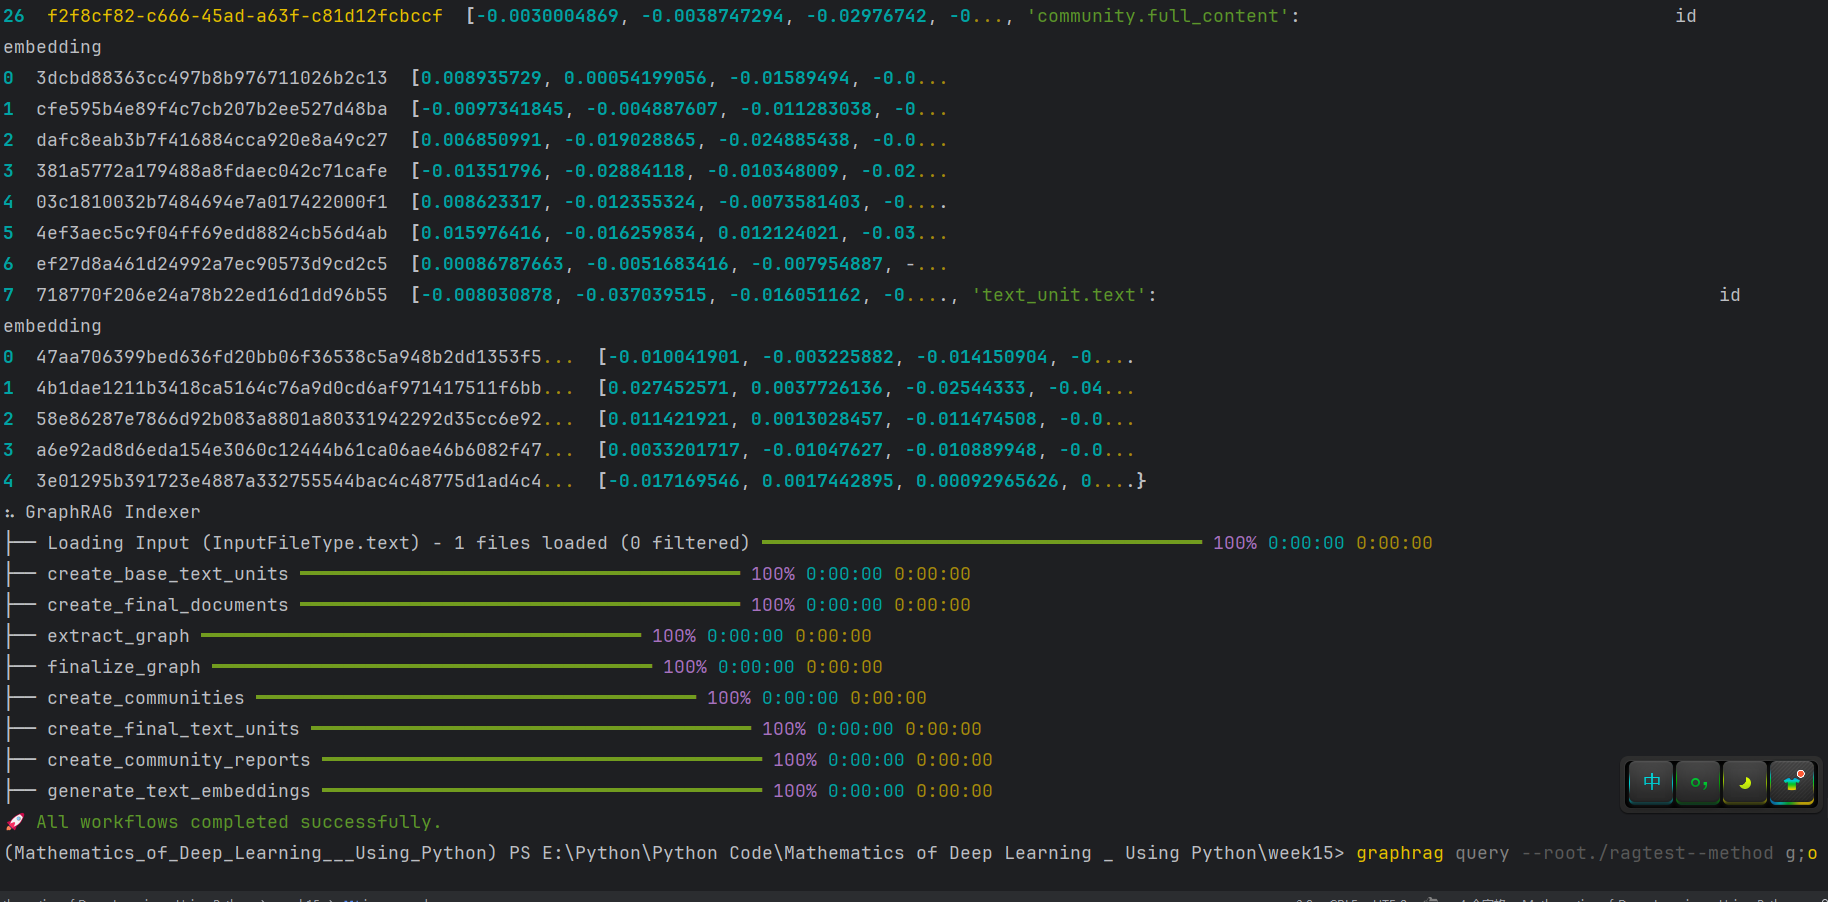 26  f2f8cf82-c666-45ad-a63f-c81d12fcbccf  [-0.0030004869, -0.0038747294, -0.02976742, -0..., 'community.full_content':                                  id
embedding
0  3dcbd88363cc497b8b976711026b2c13  [0.008935729, 0.00054199056, -0.01589494, -0.0...
1  cfe595b4e89f4c7cb207b2ee527d48ba  [-0.0097341845, -0.004887607, -0.011283038, -0...
2  dafc8eab3b7f416884cca920e8a49c27  [0.006850991, -0.019028865, -0.024885438, -0.0...
3  381a5772a179488a8fdaec042c71cafe  [-0.01351796, -0.02884118, -0.010348009, -0.02...
4  03c1810032b7484694e7a017422000f1  [0.008623317, -0.012355324, -0.0073581403, -0....
5  4ef3aec5c9f04ff69edd8824cb56d4ab  [0.015976416, -0.016259834, 0.012124021, -0.03...
6  ef27d8a461d24992a7ec90573d9cd2c5  [0.00086787663, -0.0051683416, -0.007954887, -...
7  718770f206e24a78b22ed16d1dd96b55  [-0.008030878, -0.037039515, -0.016051162, -0...., 'text_unit.text':                                                   id
embedding
0  47aa706399bed636fd20bb06f36538c5a948b2dd1353f5...  [-0.010041901, -0.003225882, -0.014150904, -0....
1  4b1dae1211b3418ca5164c76a9d0cd6af971417511f6bb...  [0.027452571, 0.0037726136, -0.02544333, -0.04...
2  58e86287e7866d92b083a8801a80331942292d35cc6e92...  [0.011421921, 0.0013028457, -0.011474508, -0.0...
3  a6e92ad8d6eda154e3060c12444b61ca06ae46b6082f47...  [0.0033201717, -0.01047627, -0.010889948, -0.0...
4  3e01295b391723e4887a332755544bac4c48775d1ad4c4...  [-0.017169546, 0.0017442895, 0.00092965626, 0....}
GraphRAG Indexer
├── Loading Input (InputFileType.text) - 1 files loaded (0 filtered) 100% 0:00:00 0:00:00
├── create_base_text_units 100% 0:00:00 0:00:00
├── create_final_documents 100% 0:00:00 0:00:00
├── extract_graph 100% 0:00:00 0:00:00
├── finalize_graph 100% 0:00:00 0:00:00
├── create_communities 100% 0:00:00 0:00:00
├── create_final_text_units 100% 0:00:00 0:00:00
├── create_community_reports 100% 0:00:00 0:00:00
├── generate_text_embeddings 100% 0:00:00 0:00:00
中
🚀 All workflows completed successfully.
(Mathematics_of_Deep_Learning___Using_Python) PS E:\Python\Python Code\Mathematics of Deep Learning _ Using Python\week15> graphrag query --root./ragtest--method g;o